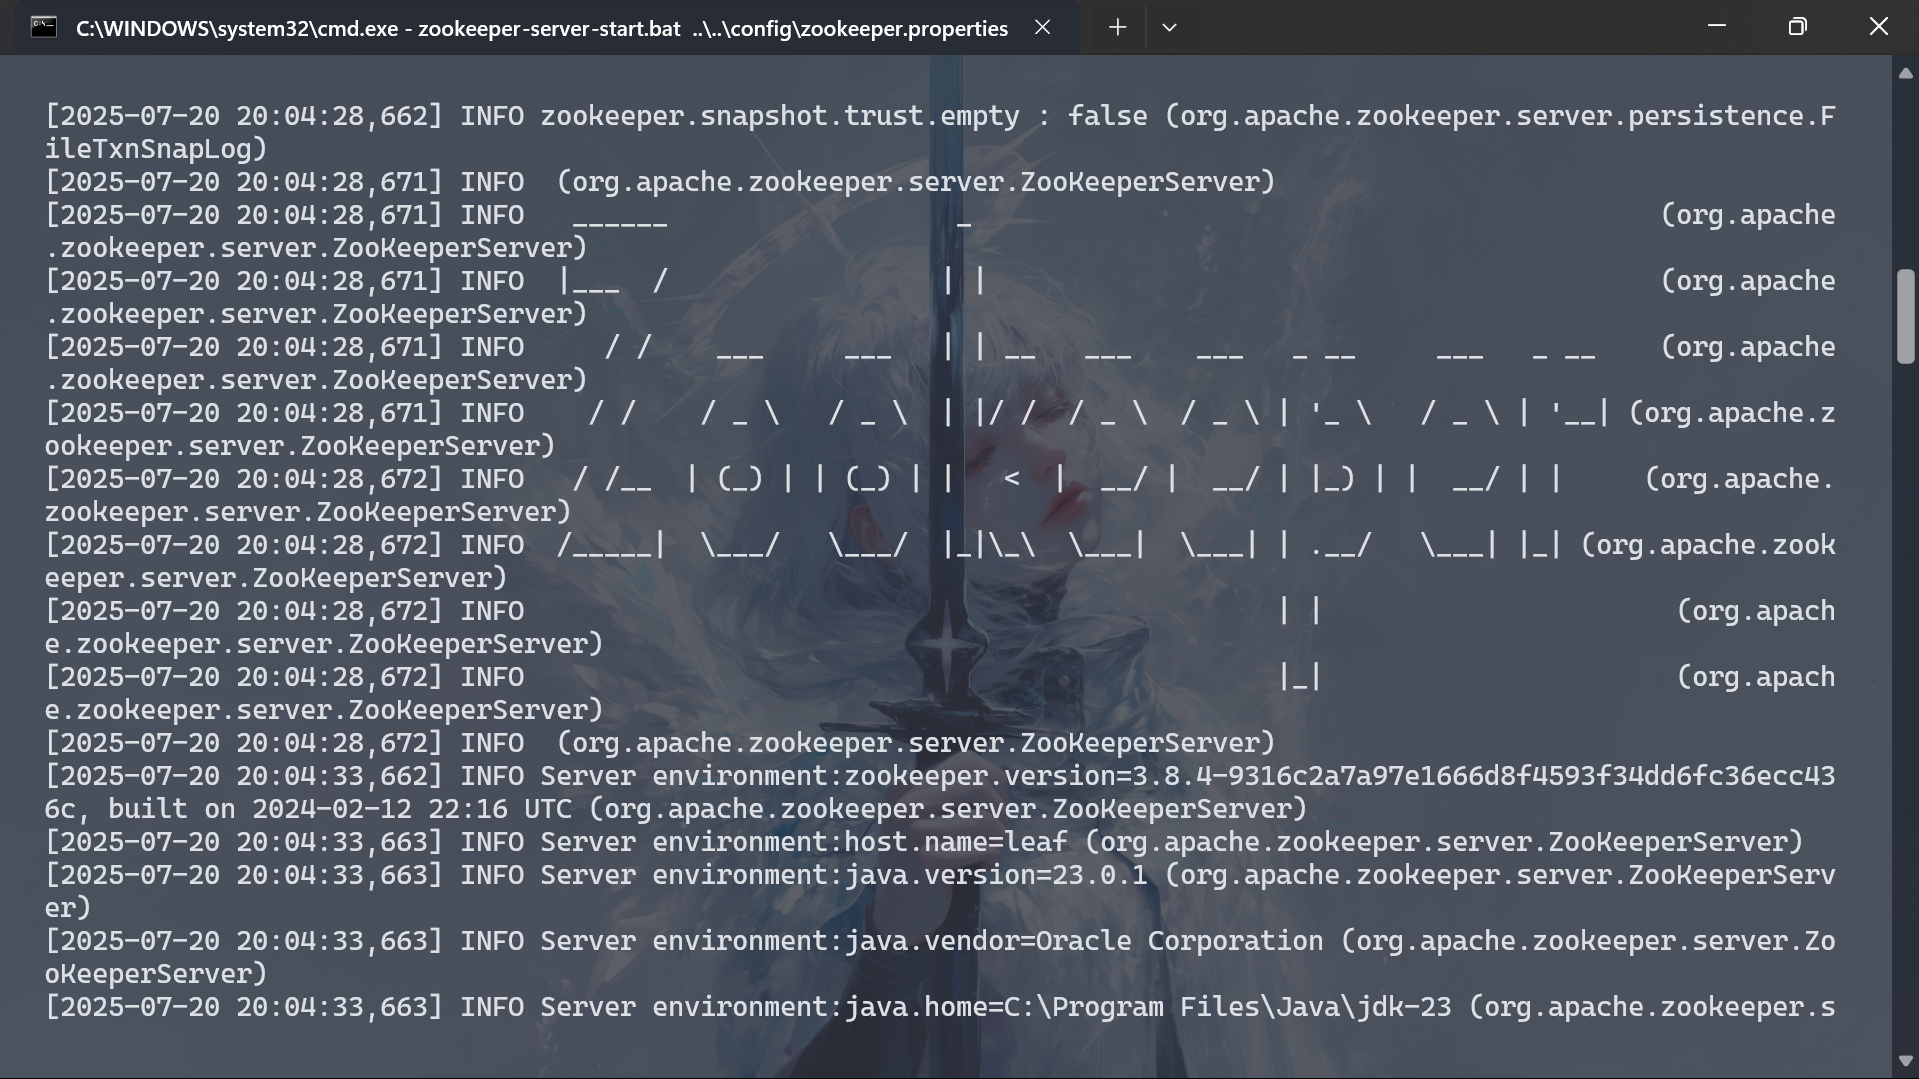 C:\WINDOWS\system32\cmd.exe - zookeeper-server-start.bat  ..\..\config\zookeeper.properties
[2025-07-20 20:04:28,662] INFO zookeeper.snapshot.trust.empty : false (org.apache.zookeeper.server.persistence.F
ileTxnSnapLog)
[2025-07-20 20:04:28,671] INFO  (org.apache.zookeeper.server.ZooKeeperServer)
[2025-07-20 20:04:28,671] INFO   ______                  _                                           (org.apache
.zookeeper.server.ZooKeeperServer)
[2025-07-20 20:04:28,671] INFO  |___  /                 | |                                          (org.apache
.zookeeper.server.ZooKeeperServer)
[2025-07-20 20:04:28,671] INFO     / /    ___     ___   | | __   ___    ___   _ __     ___   _ __    (org.apache
.zookeeper.server.ZooKeeperServer)
[2025-07-20 20:04:28,671] INFO    / /    / _ \   / _ \  | |/ /  / _ \  / _ \ | '_ \   / _ \ | '__| (org.apache.z
ookeeper.server.ZooKeeperServer)
[2025-07-20 20:04:28,672] INFO   / /__  | (_) | | (_) | |   <  |  __/ |  __/ | |_) | |  __/ | |     (org.apache.
zookeeper.server.ZooKeeperServer)
[2025-07-20 20:04:28,672] INFO  /_____|  \___/   \___/  |_|\_\  \___|  \___| | .__/   \___| |_| (org.apache.zook
eeper.server.ZooKeeperServer)
[2025-07-20 20:04:28,672] INFO                                               | |                      (org.apach
e.zookeeper.server.ZooKeeperServer)
[2025-07-20 20:04:28,672] INFO                                               |_|                      (org.apach
e.zookeeper.server.ZooKeeperServer)
[2025-07-20 20:04:28,672] INFO  (org.apache.zookeeper.server.ZooKeeperServer)
[2025-07-20 20:04:33,662] INFO Server environment:zookeeper.version=3.8.4-9316c2a7a97e1666d8f4593f34dd6fc36ecc43
6c, built on 2024-02-12 22:16 UTC (org.apache.zookeeper.server.ZooKeeperServer)
[2025-07-20 20:04:33,663] INFO Server environment:host.name=leaf (org.apache.zookeeper.server.ZooKeeperServer)
[2025-07-20 20:04:33,663] INFO Server environment:java.version=23.0.1 (org.apache.zookeeper.server.ZooKeeperServ
er)
[2025-07-20 20:04:33,663] INFO Server environment:java.vendor=Oracle Corporation (org.apache.zookeeper.server.Zo
oKeeperServer)
[2025-07-20 20:04:33,663] INFO Server environment:java.home=C:\Program Files\Java\jdk-23 (org.apache.zookeeper.s